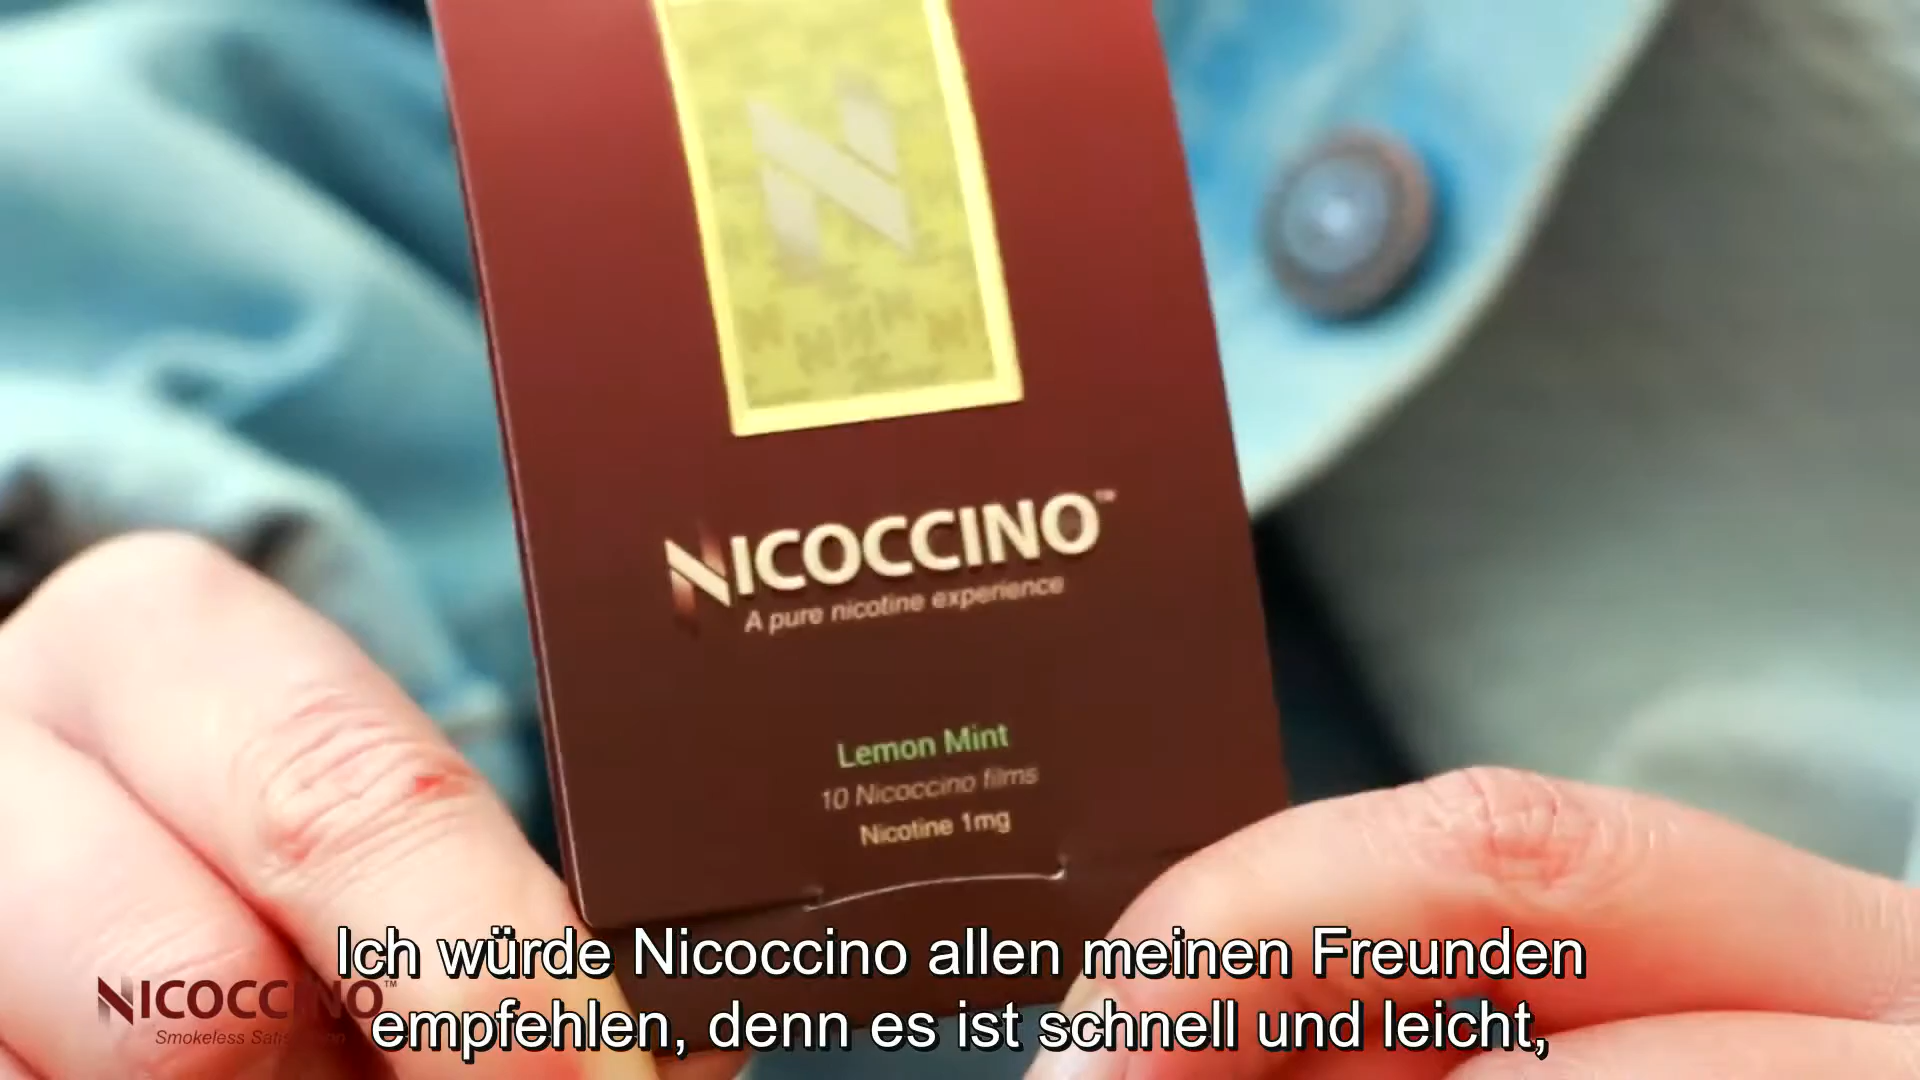 NICOCCINO™
A pure nicotine experience
Lemon Mint
10 Nicoccino films
Nicotine 1mg
Ich würde Nicoccino allen meinen Freunden
empfehlen, denn es ist schnell und leicht,
NICOCCINO™
Smokeless